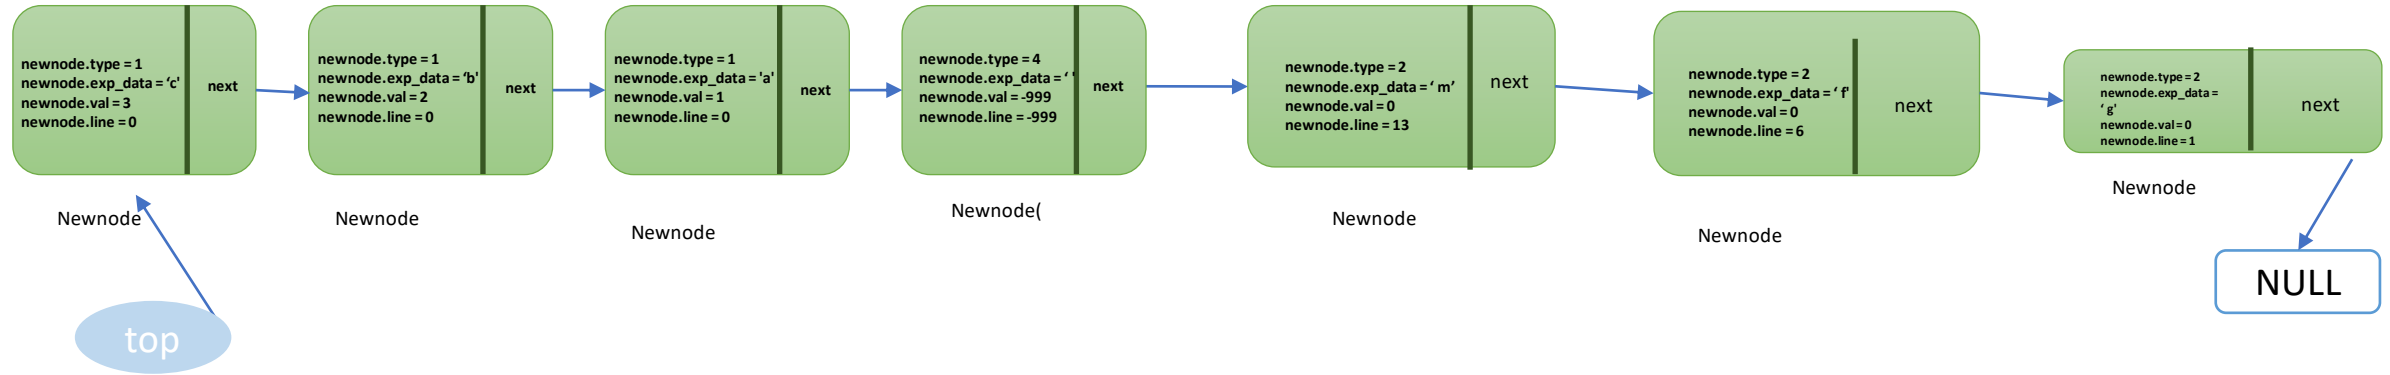 newnode.type = 1
newnode.exp_data = ‘c'
newnode.val = 3
newnode.line = 0
next
Newnode
newnode.type = 1
newnode.exp_data = ‘b'
newnode.val = 2
newnode.line = 0
next
Newnode
newnode.type = 1
newnode.exp_data = 'a'
newnode.val = 1
newnode.line = 0
next
Newnode
newnode.type = 4
newnode.exp_data = ‘ '
newnode.val = -999
newnode.line = -999
next
Newnode(
newnode.type = 2
newnode.exp_data = ‘ m’
newnode.val = 0
newnode.line = 13
next
Newnode
newnode.type = 2
newnode.exp_data = ‘ f'
newnode.val = 0
newnode.line = 6
next
Newnode
newnode.type = 2
newnode.exp_data =
‘ g'
newnode.val = 0
newnode.line = 1
next
Newnode
top
NULL